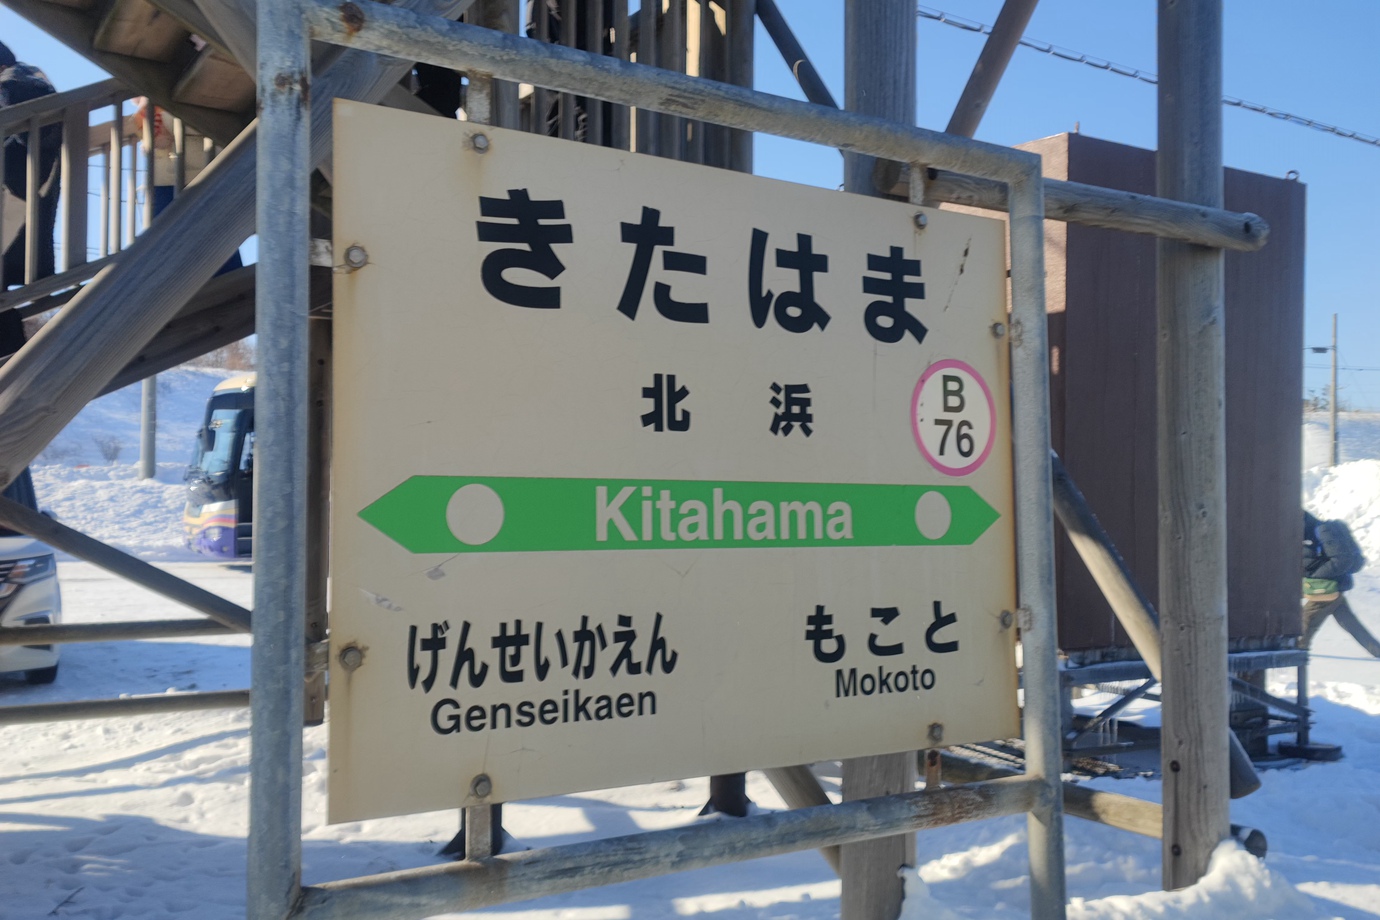 きたはま
北浜
B
76
Kitahama
げんせいかえん
Genseikaen
もこと
Mokoto